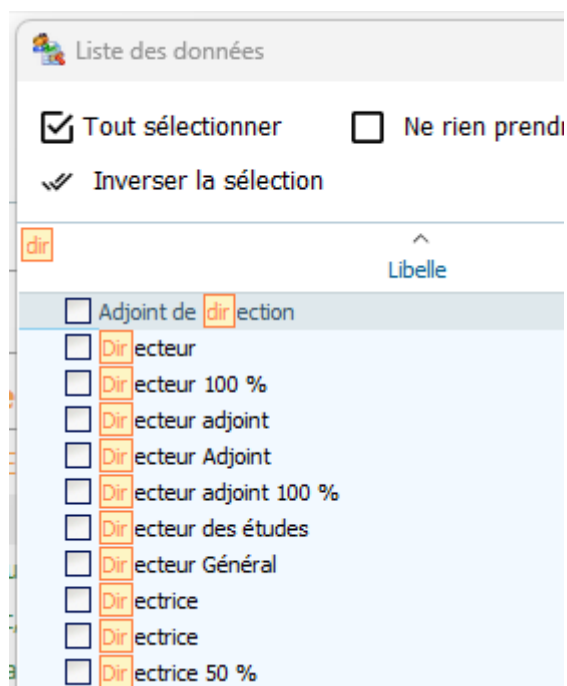 Liste des données
Tout sélectionner Ne rien
Inverser la sélection
dir
Libelle
Adjoint de direction
Directeur
Directeur 100 %
Directeur adjoint
Directeur Adjoint
Directeur adjoint 100 %
Directeur des études
Directeur Général
Directrice
Directrice
Directrice 50 %